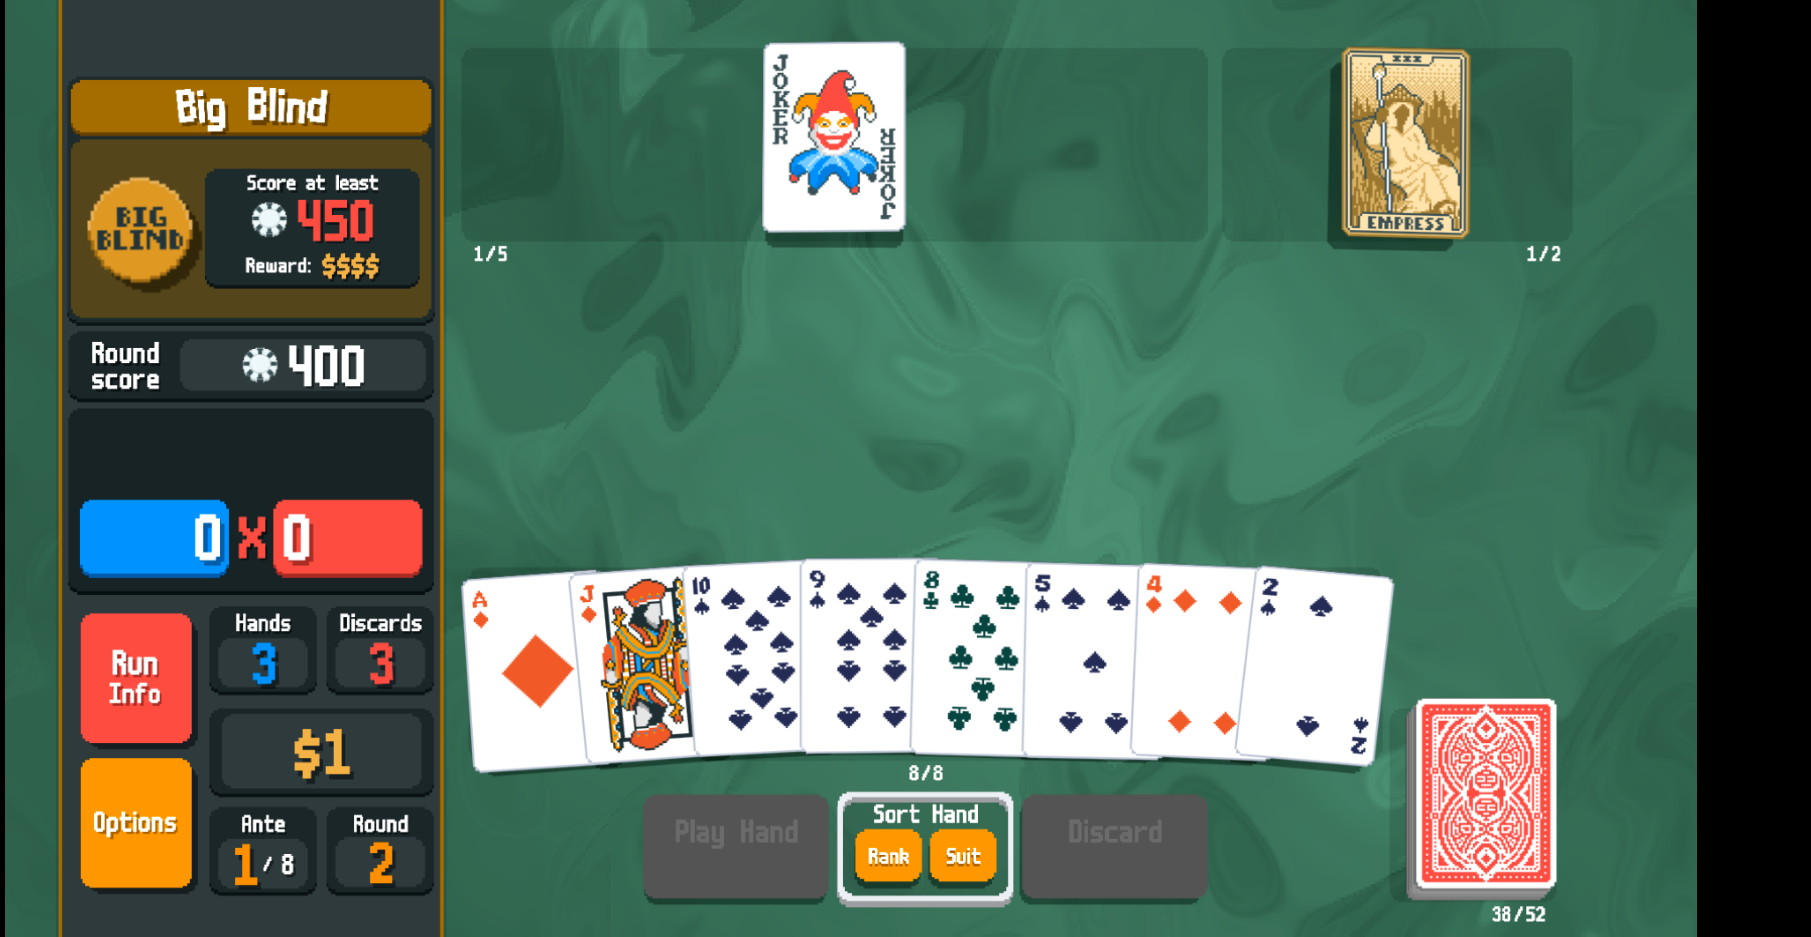 Big Blind
BIG
BLIND
Score at least
450
Reward: $$$$
Round
score
400
0 X 0
Run
Info
Hands
3
Discards
3
$1
Options
Ante
1 / 8
Round
2
JOKER
JOKER
1/5
XXX
EMPRESS
1/2
A
J
10
9
8
5
4
2
2
8/8
Play Hand
Sort Hand
Rank
Suit
Discard
38/52